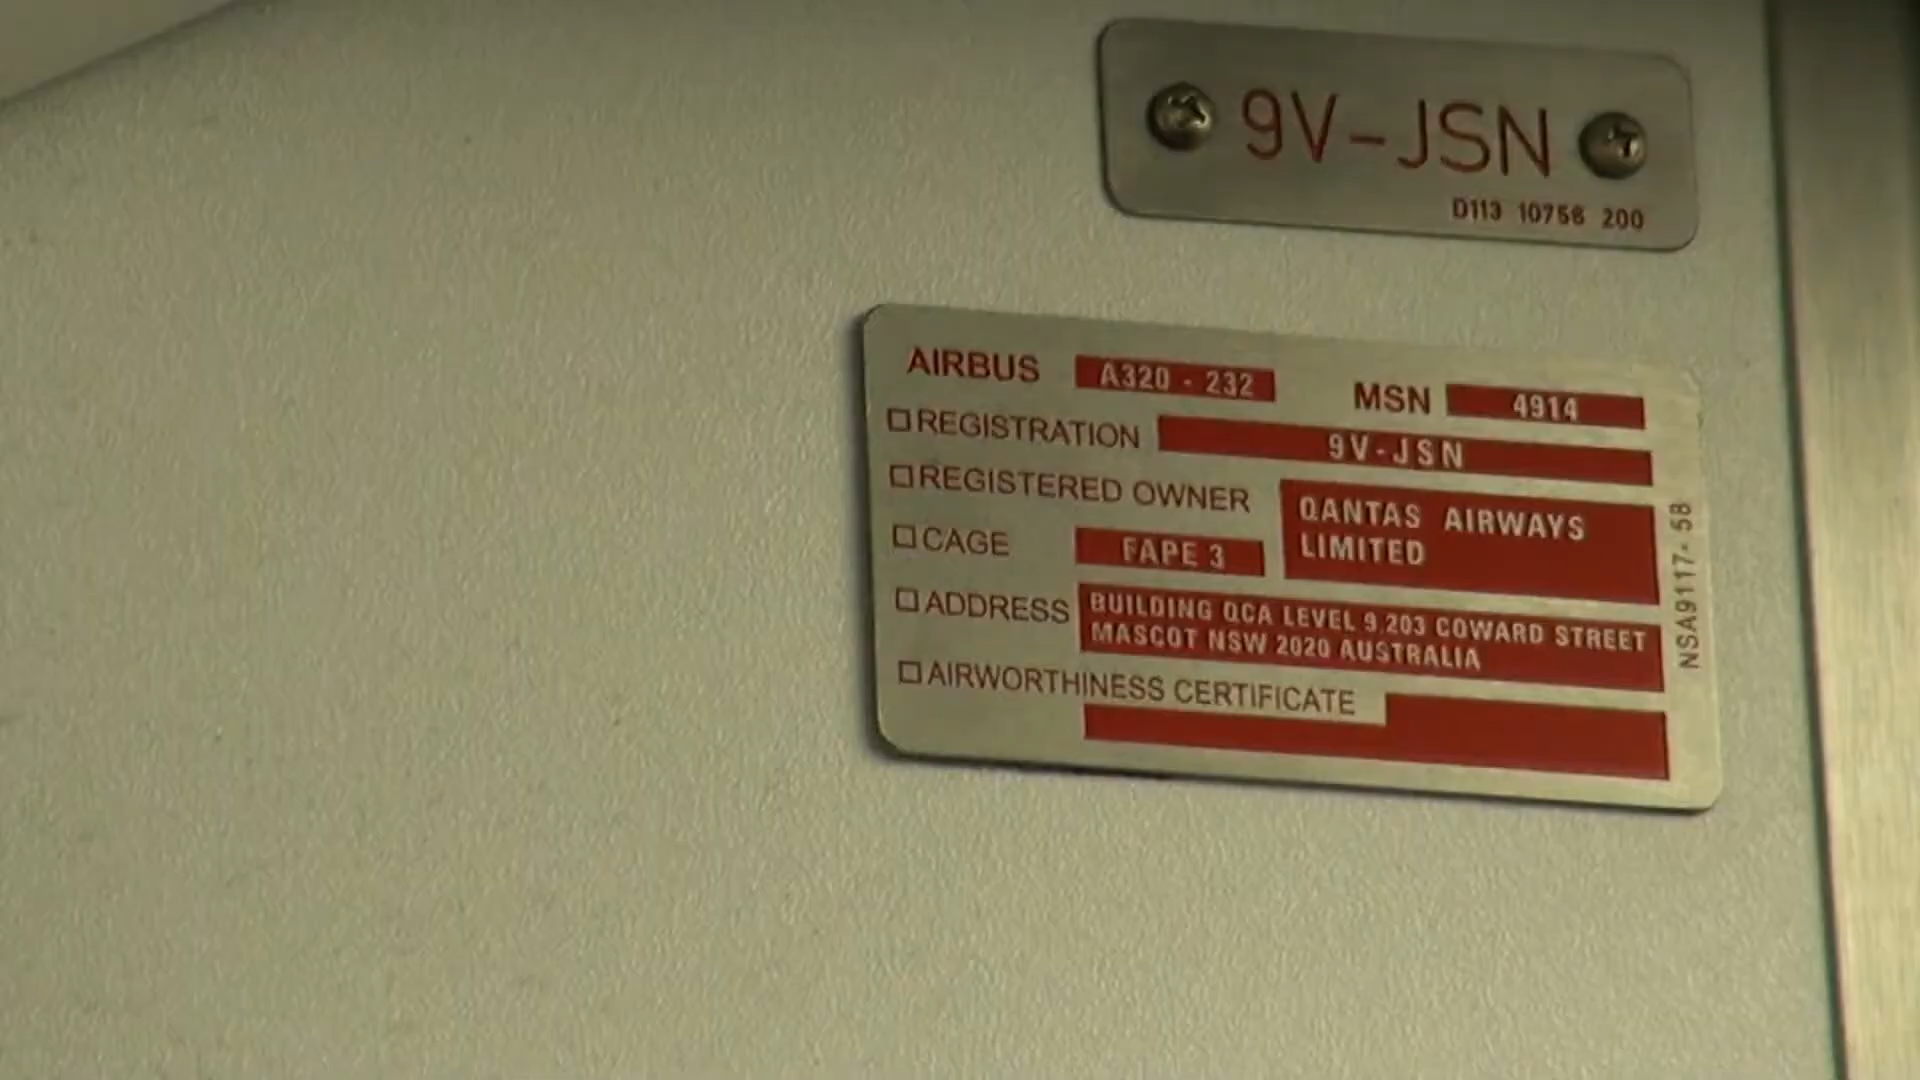 9V-JSN
D113 10756 200
AIRBUS A320 - 232 MSN 4914
REGISTRATION 9V-JSN
REGISTERED OWNER QANTAS AIRWAYS
LIMITED
CAGE FAPE 3
ADDRESS BUILDING QCA LEVEL 9,203 COWARD STREET
MASCOT NSW 2020 AUSTRALIA
AIRWORTHINESS CERTIFICATE
NSA9117-58